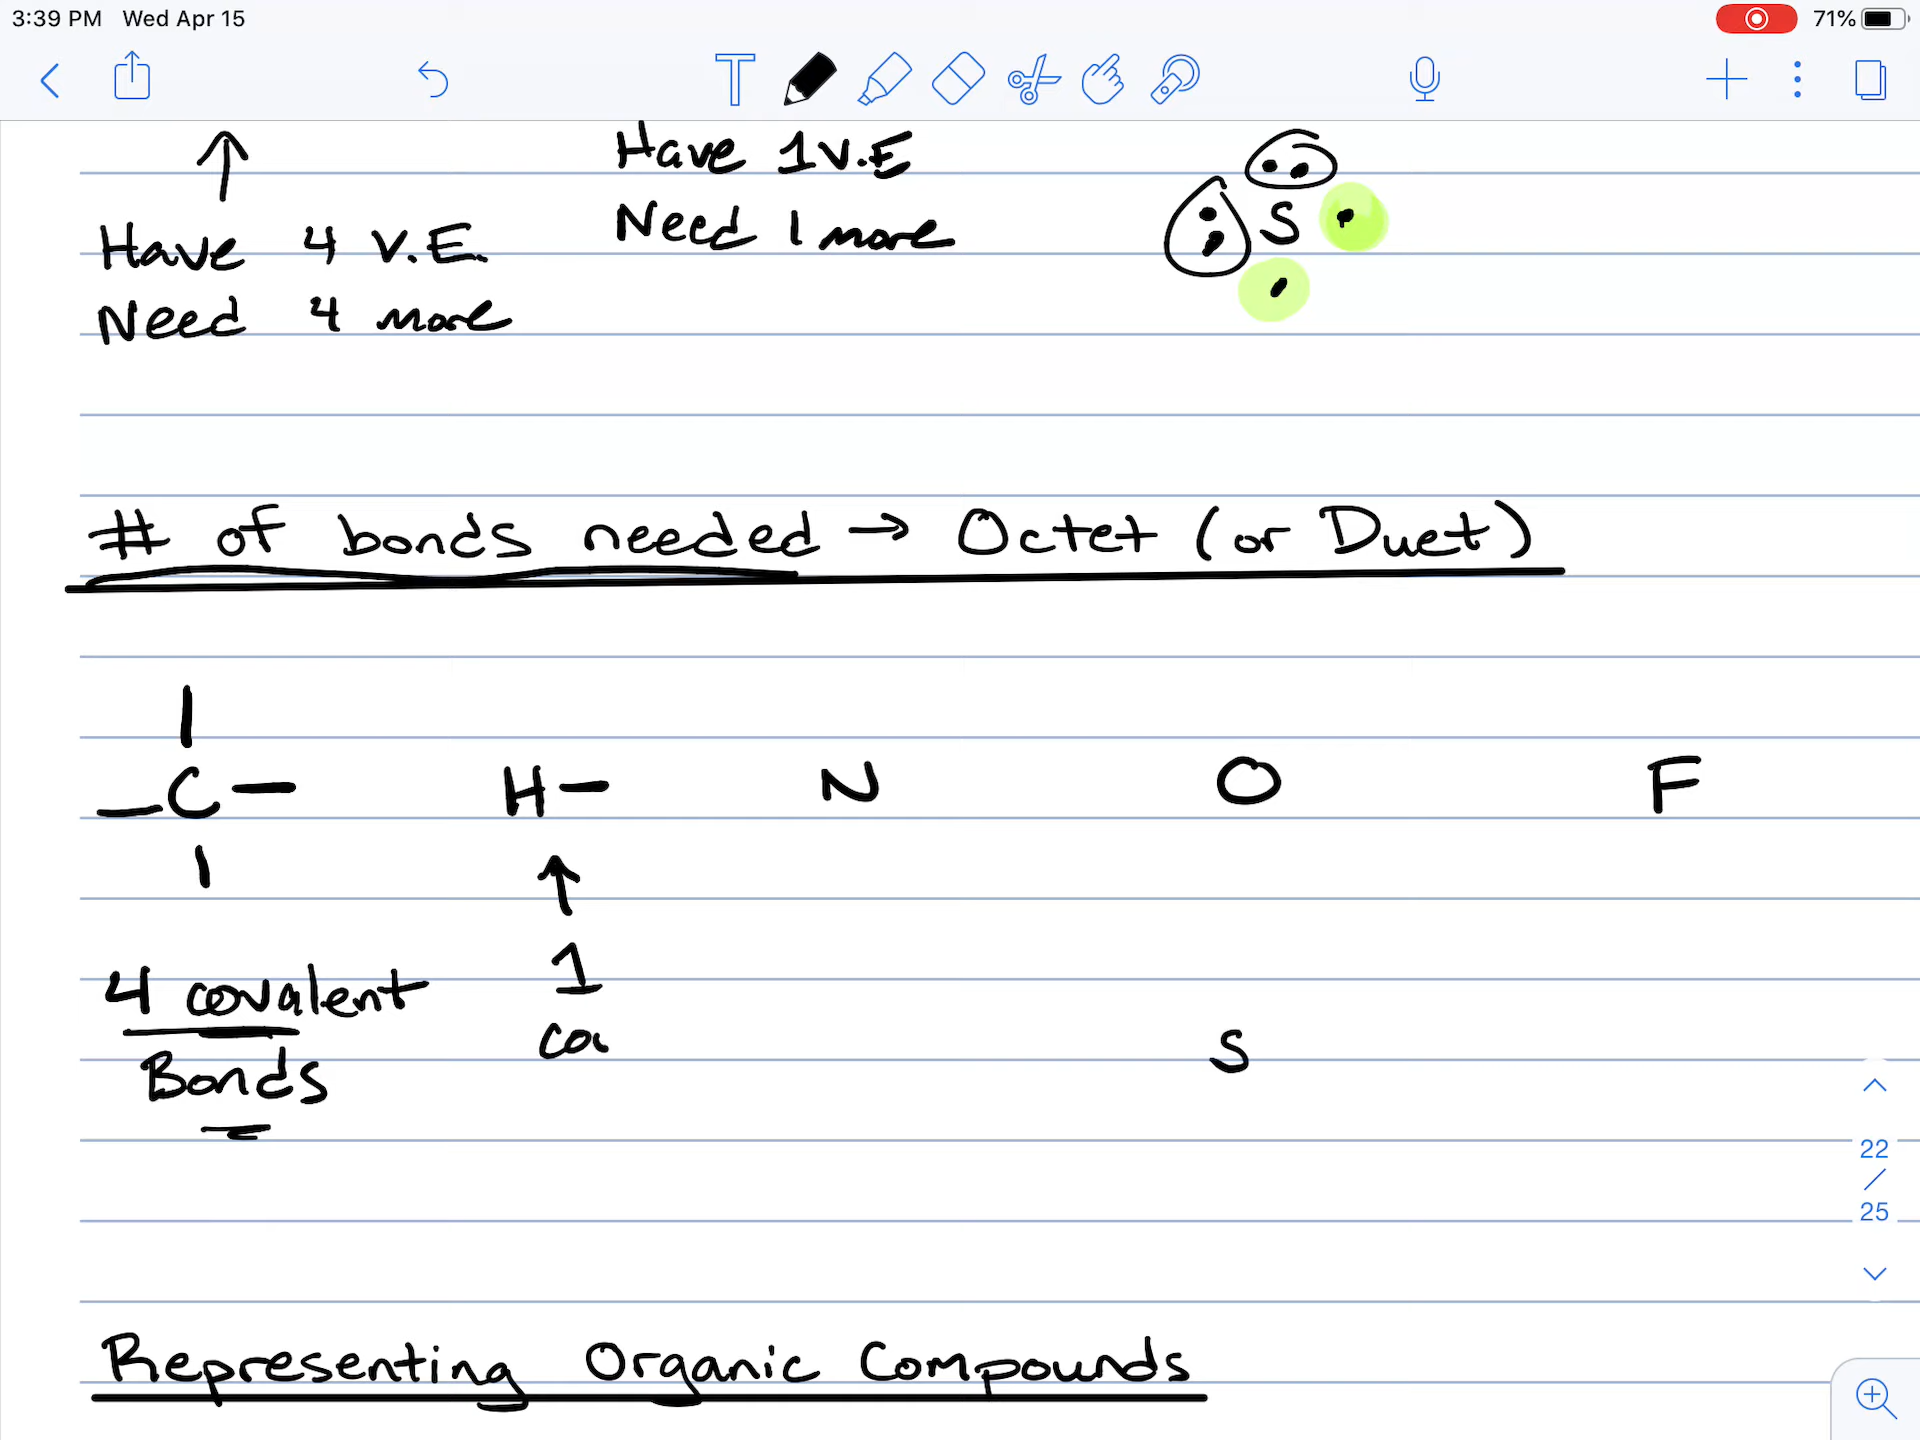 3:39 PM Wed Apr 15
71%
Have 1 V.E
Need 1 more
S
Have 4 V.E.
Need 4 more
# of bonds needed → Octet (or Duet)
C H N O F
1
4 covalent
Bonds
S
22
/
25
Representing Organic Compounds